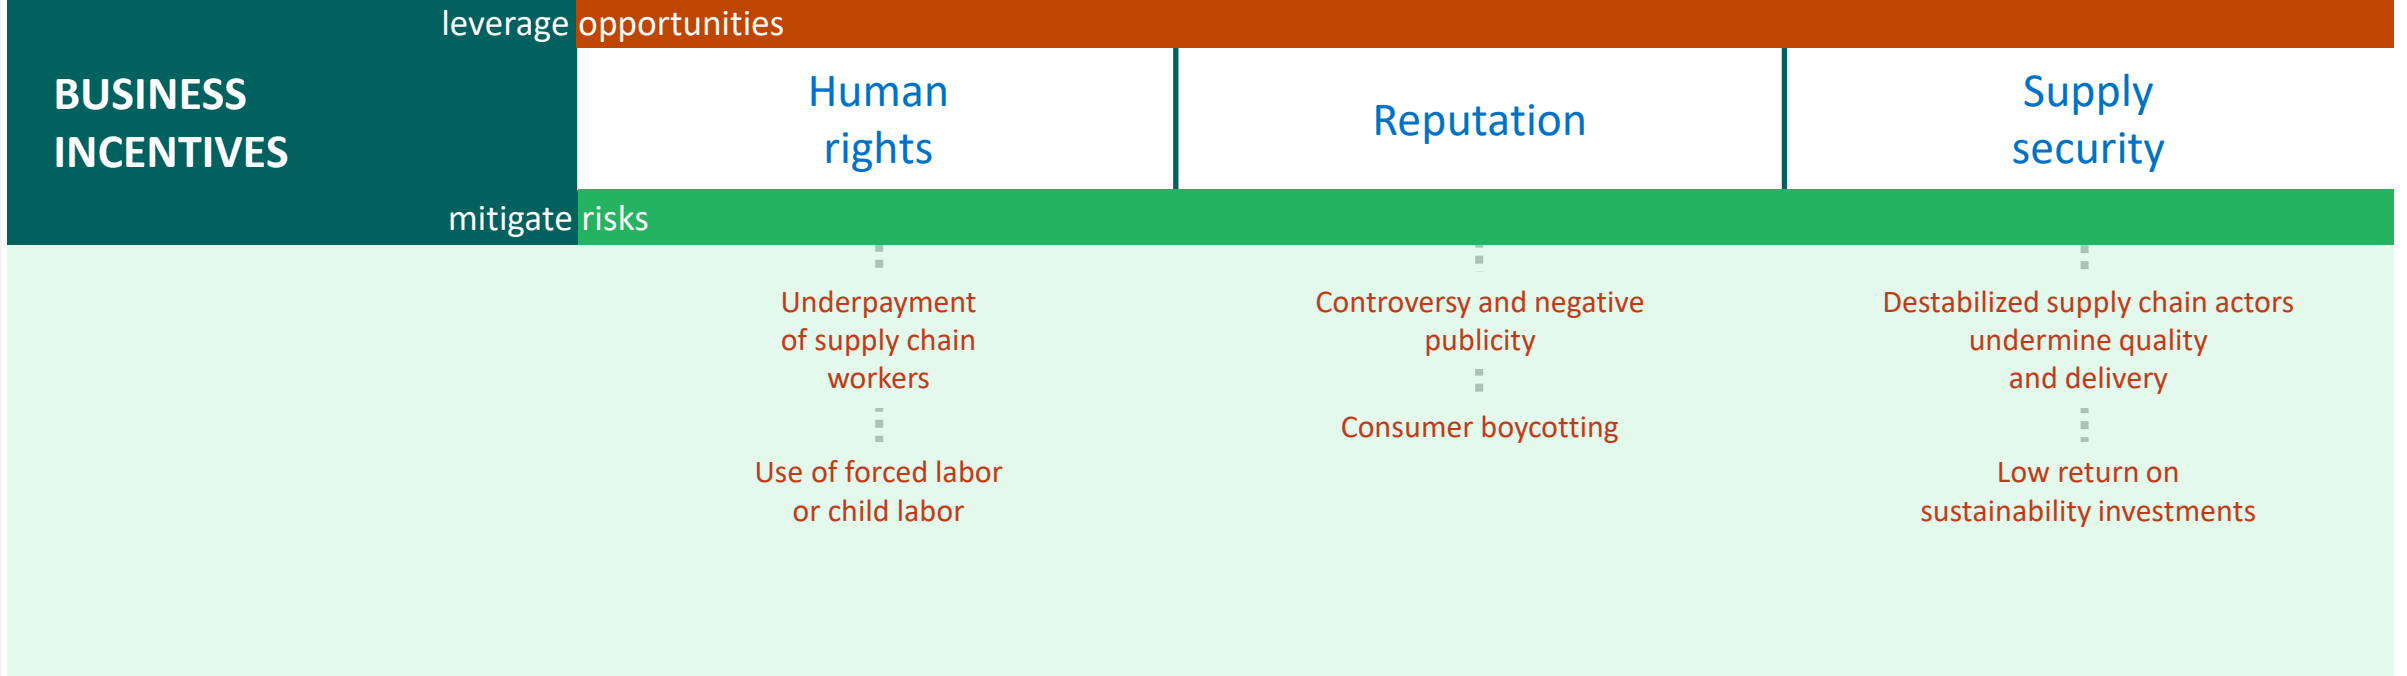 leverage opportunities
BUSINESS
INCENTIVES
Human
rights
Reputation
Supply
security
mitigate risks
Underpayment
of supply chain
workers
Use of forced labor
or child labor
Controversy and negative
publicity
Consumer boycotting
Destabilized supply chain actors
undermine quality
and delivery
Low return on
sustainability investments